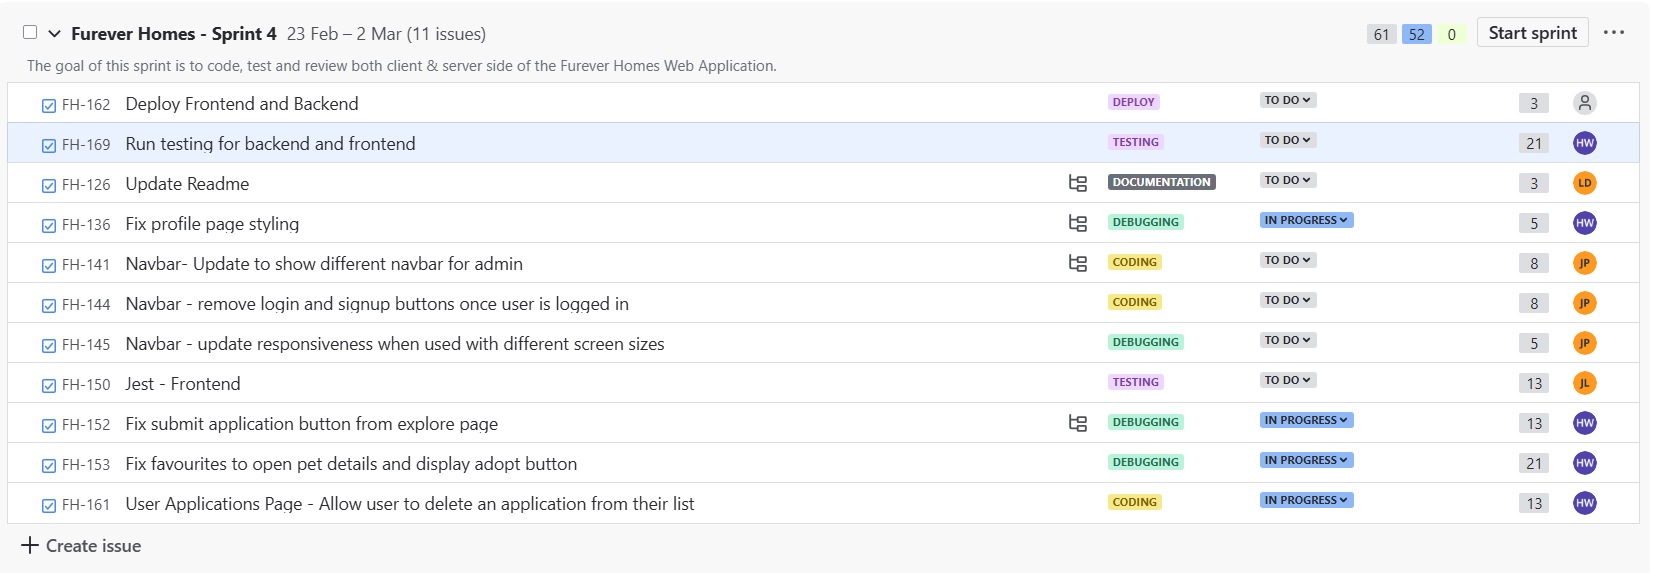 Furever Homes - Sprint 4 23 Feb – 2 Mar (11 issues) 61 52 0 Start sprint
The goal of this sprint is to code, test and review both client & server side of the Furever Homes Web Application.
FH-162 Deploy Frontend and Backend DEPLOY TO DO 3
FH-169 Run testing for backend and frontend TESTING TO DO 21 HW
FH-126 Update Readme DOCUMENTATION TO DO 3 LD
FH-136 Fix profile page styling DEBUGGING IN PROGRESS 5 HW
FH-141 Navbar- Update to show different navbar for admin CODING TO DO 8 JP
FH-144 Navbar - remove login and signup buttons once user is logged in CODING TO DO 8 JP
FH-145 Navbar - update responsiveness when used with different screen sizes DEBUGGING TO DO 5 JP
FH-150 Jest - Frontend TESTING TO DO 13 JL
FH-152 Fix submit application button from explore page DEBUGGING IN PROGRESS 13 HW
FH-153 Fix favourites to open pet details and display adopt button DEBUGGING IN PROGRESS 21 HW
FH-161 User Applications Page - Allow user to delete an application from their list CODING IN PROGRESS 13 HW
Create issue